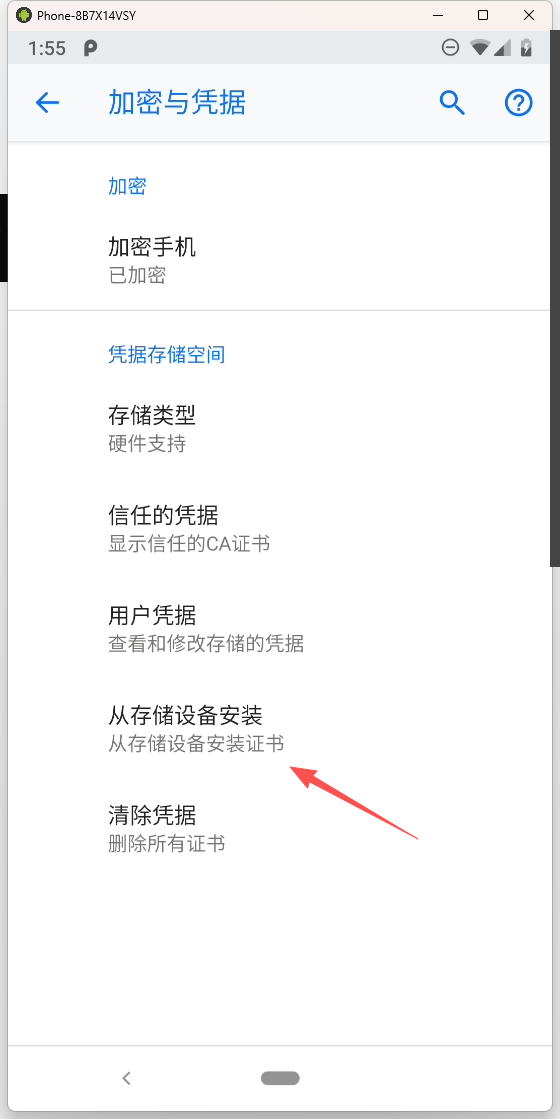 Phone-8B7X14VSY
1:55
加密与凭据
加密
加密手机
已加密
凭据存储空间
存储类型
硬件支持
信任的凭据
显示信任的CA证书
用户凭据
查看和修改存储的凭据
从存储设备安装
从存储设备安装证书
清除凭据
删除所有证书